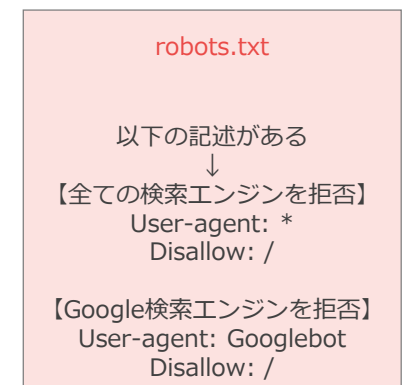 robots.txt
以下の記述がある
↓
【全ての検索エンジンを拒否】
User-agent: *
Disallow: /
【Google検索エンジンを拒否】
User-agent: Googlebot
Disallow: /